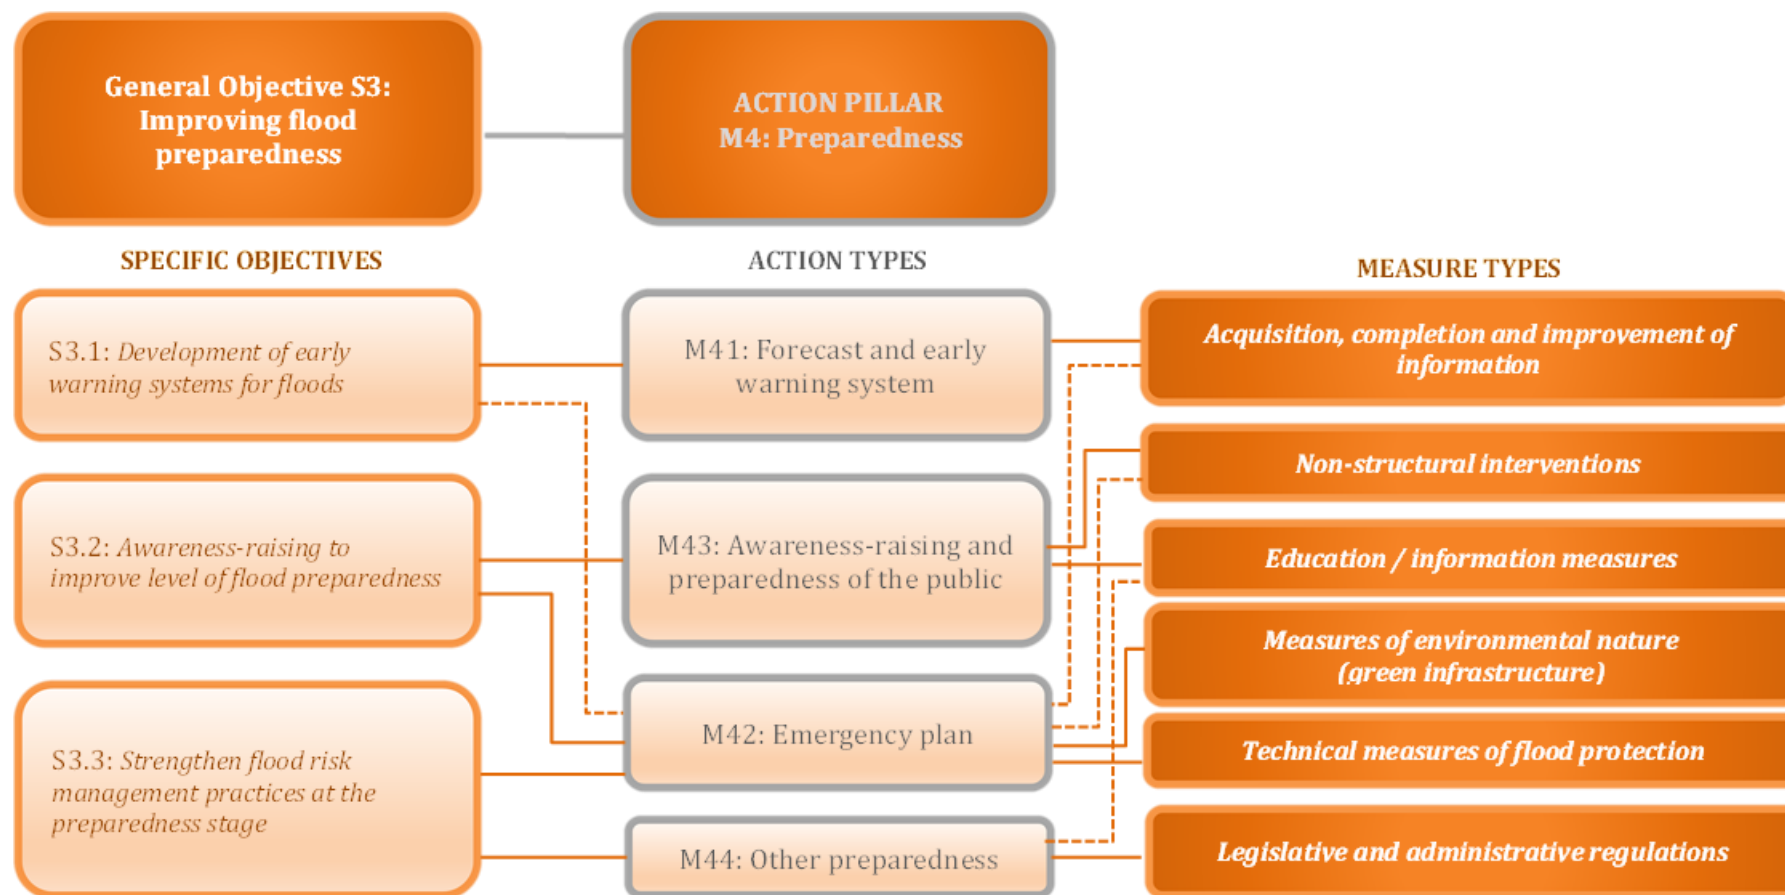 General Objective S3:
Improving flood
preparedness
ACTION PILLAR
M4: Preparedness
SPECIFIC OBJECTIVES
ACTION TYPES
MEASURE TYPES
S3.1: Development of early
warning systems for floods
M41: Forecast and early
warning system
Acquisition, completion and improvement of
information
Non-structural interventions
S3.2: Awareness-raising to
improve level of flood preparedness
M43: Awareness-raising and
preparedness of the public
Education / information measures
Measures of environmental nature
(green infrastructure)
S3.3: Strengthen flood risk
management practices at the
preparedness stage
M42: Emergency plan
Technical measures of flood protection
M44: Other preparedness
Legislative and administrative regulations